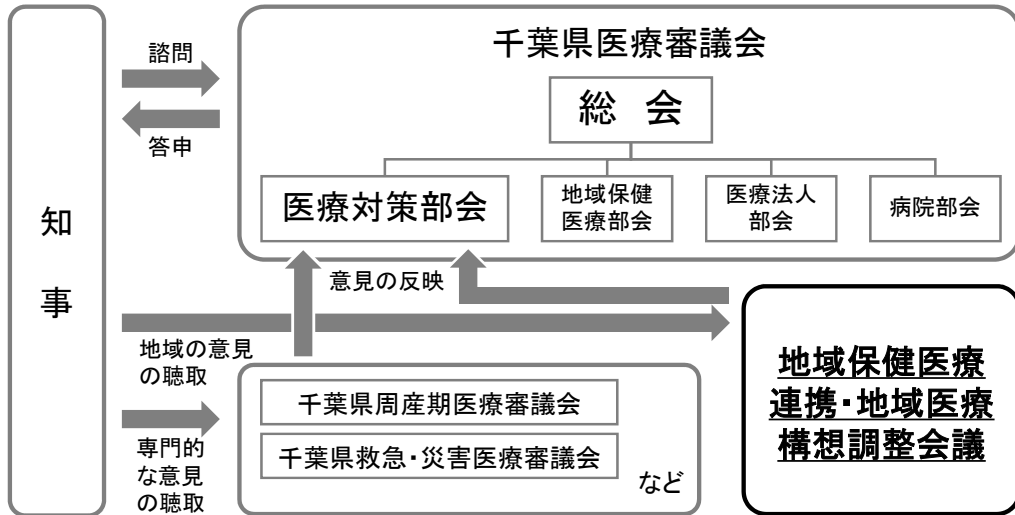 諮問
答申
知
事
千葉県医療審議会
総 会
医療対策部会
地域保健
医療部会
医療法人
部会
病院部会
意見の反映
地域の意見
の聴取
専門的
な意見
の聴取
千葉県周産期医療審議会
千葉県救急・災害医療審議会
など
地域保健医療
連携・地域医療
構想調整会議